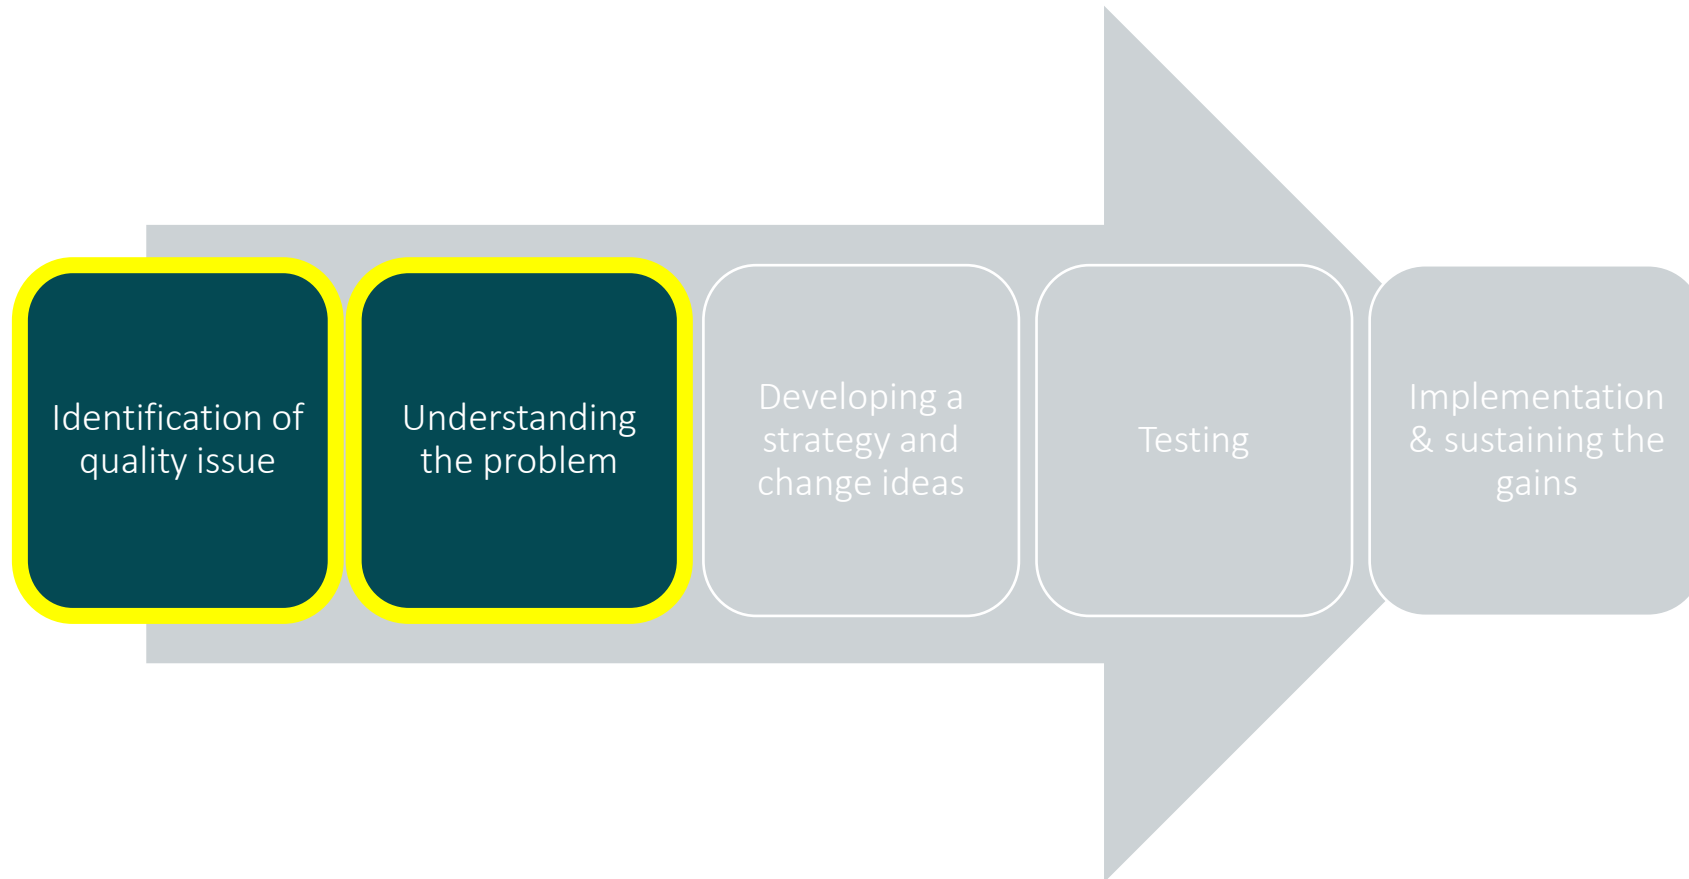 Identification of
quality issue
Understanding
the problem
Developing a
strategy and
change ideas
Testing
Implementation
& sustaining the
gains